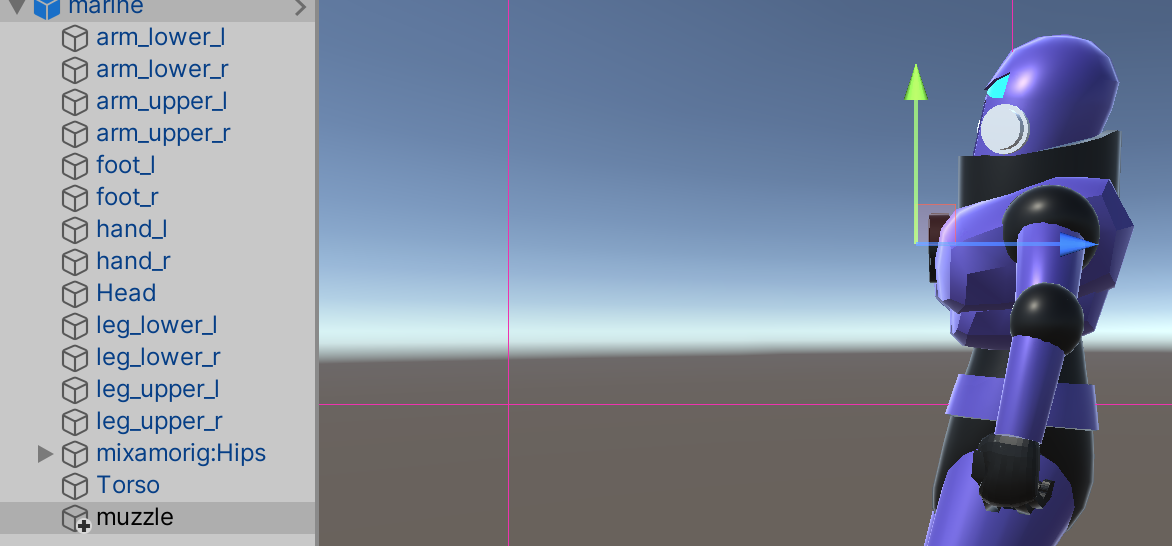 marine
arm_lower_l
arm_lower_r
arm_upper_l
arm_upper_r
foot_l
foot_r
hand_l
hand_r
Head
leg_lower_l
leg_lower_r
leg_upper_l
leg_upper_r
mixamorig:Hips
Torso
muzzle